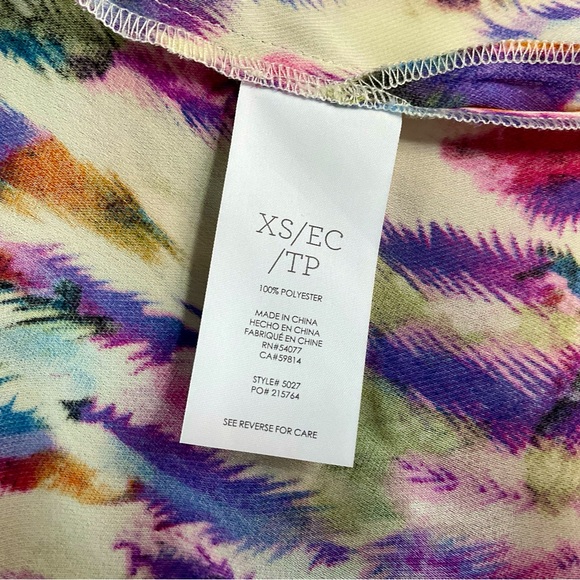 XS/EC
/TP
100% POLYESTER
MADE IN CHINA
HECHO EN CHINA
FABRIQUÉ EN CHINE
RN#54077
CA#59814
STYLE# 5027
PO# 215764
SEE REVERSE FOR CARE